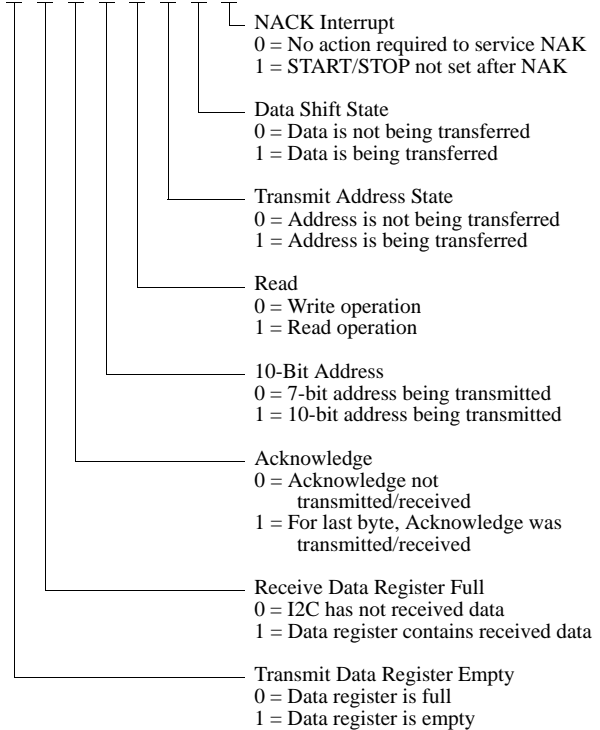 NACK Interrupt
0 = No action required to service NAK
1 = START/STOP not set after NAK
Data Shift State
0 = Data is not being transferred
1 = Data is being transferred
Transmit Address State
0 = Address is not being transferred
1 = Address is being transferred
Read
0 = Write operation
1 = Read operation
10-Bit Address
0 = 7-bit address being transmitted
1 = 10-bit address being transmitted
Acknowledge
0 = Acknowledge not
transmitted/received
1 = For last byte, Acknowledge was
transmitted/received
Receive Data Register Full
0 = I2C has not received data
1 = Data register contains received data
Transmit Data Register Empty
0 = Data register is full
1 = Data register is empty